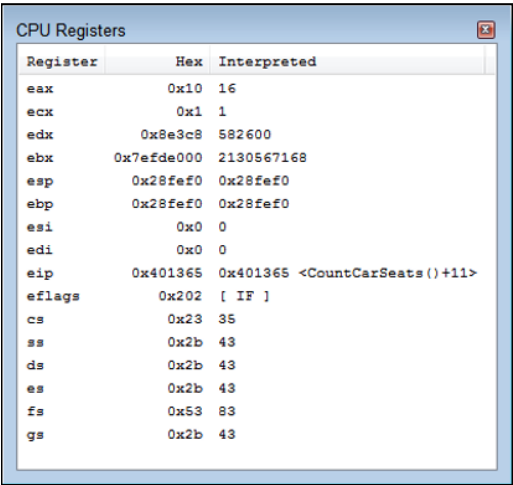 CPU Registers
Register Hex Interpreted
eax 0x10 16
ecx 0x1 1
edx 0x8e3c8 582600
ebx 0x7efde000 2130567168
esp 0x28fef0 0x28fef0
ebp 0x28fef0 0x28fef0
esi 0x0 0
edi 0x0 0
eip 0x401365 0x401365 <CountCarSeats()+11>
eflags 0x202 [ IF ]
cs 0x23 35
ss 0x2b 43
ds 0x2b 43
es 0x2b 43
fs 0x53 83
gs 0x2b 43